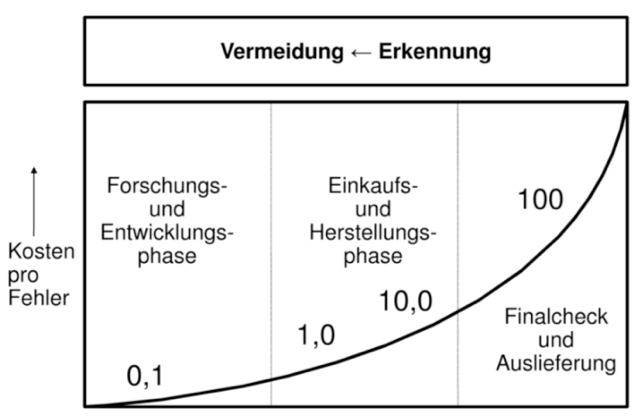 Vermeidung ← Erkennung
Forschungs-
und
Entwicklungs-
phase
Einkaufs-
und
Herstellungs-
phase
100
Kosten
pro
Fehler
10,0
1,0
0,1
Finalcheck
und
Auslieferung